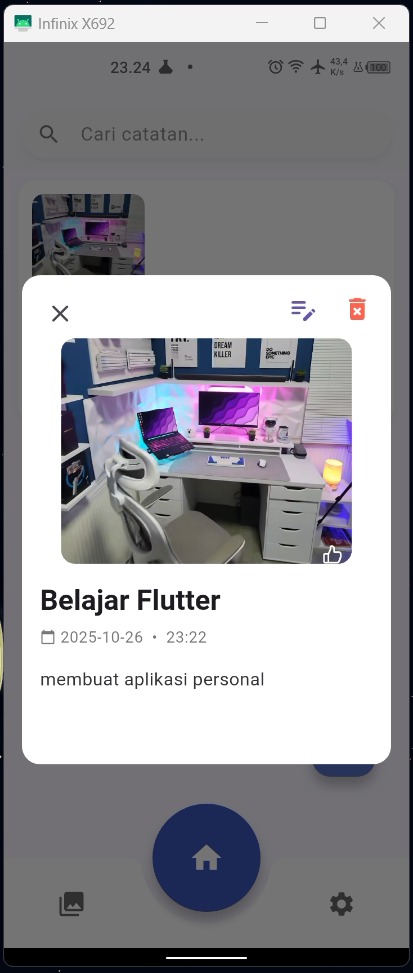 Infinix X692
23.24
43,4
K/s
100
Cari catatan...
DREAM
KILLER
DO
SOMETHING
EPIC
Belajar Flutter
2025-10-26 • 23:22
membuat aplikasi personal